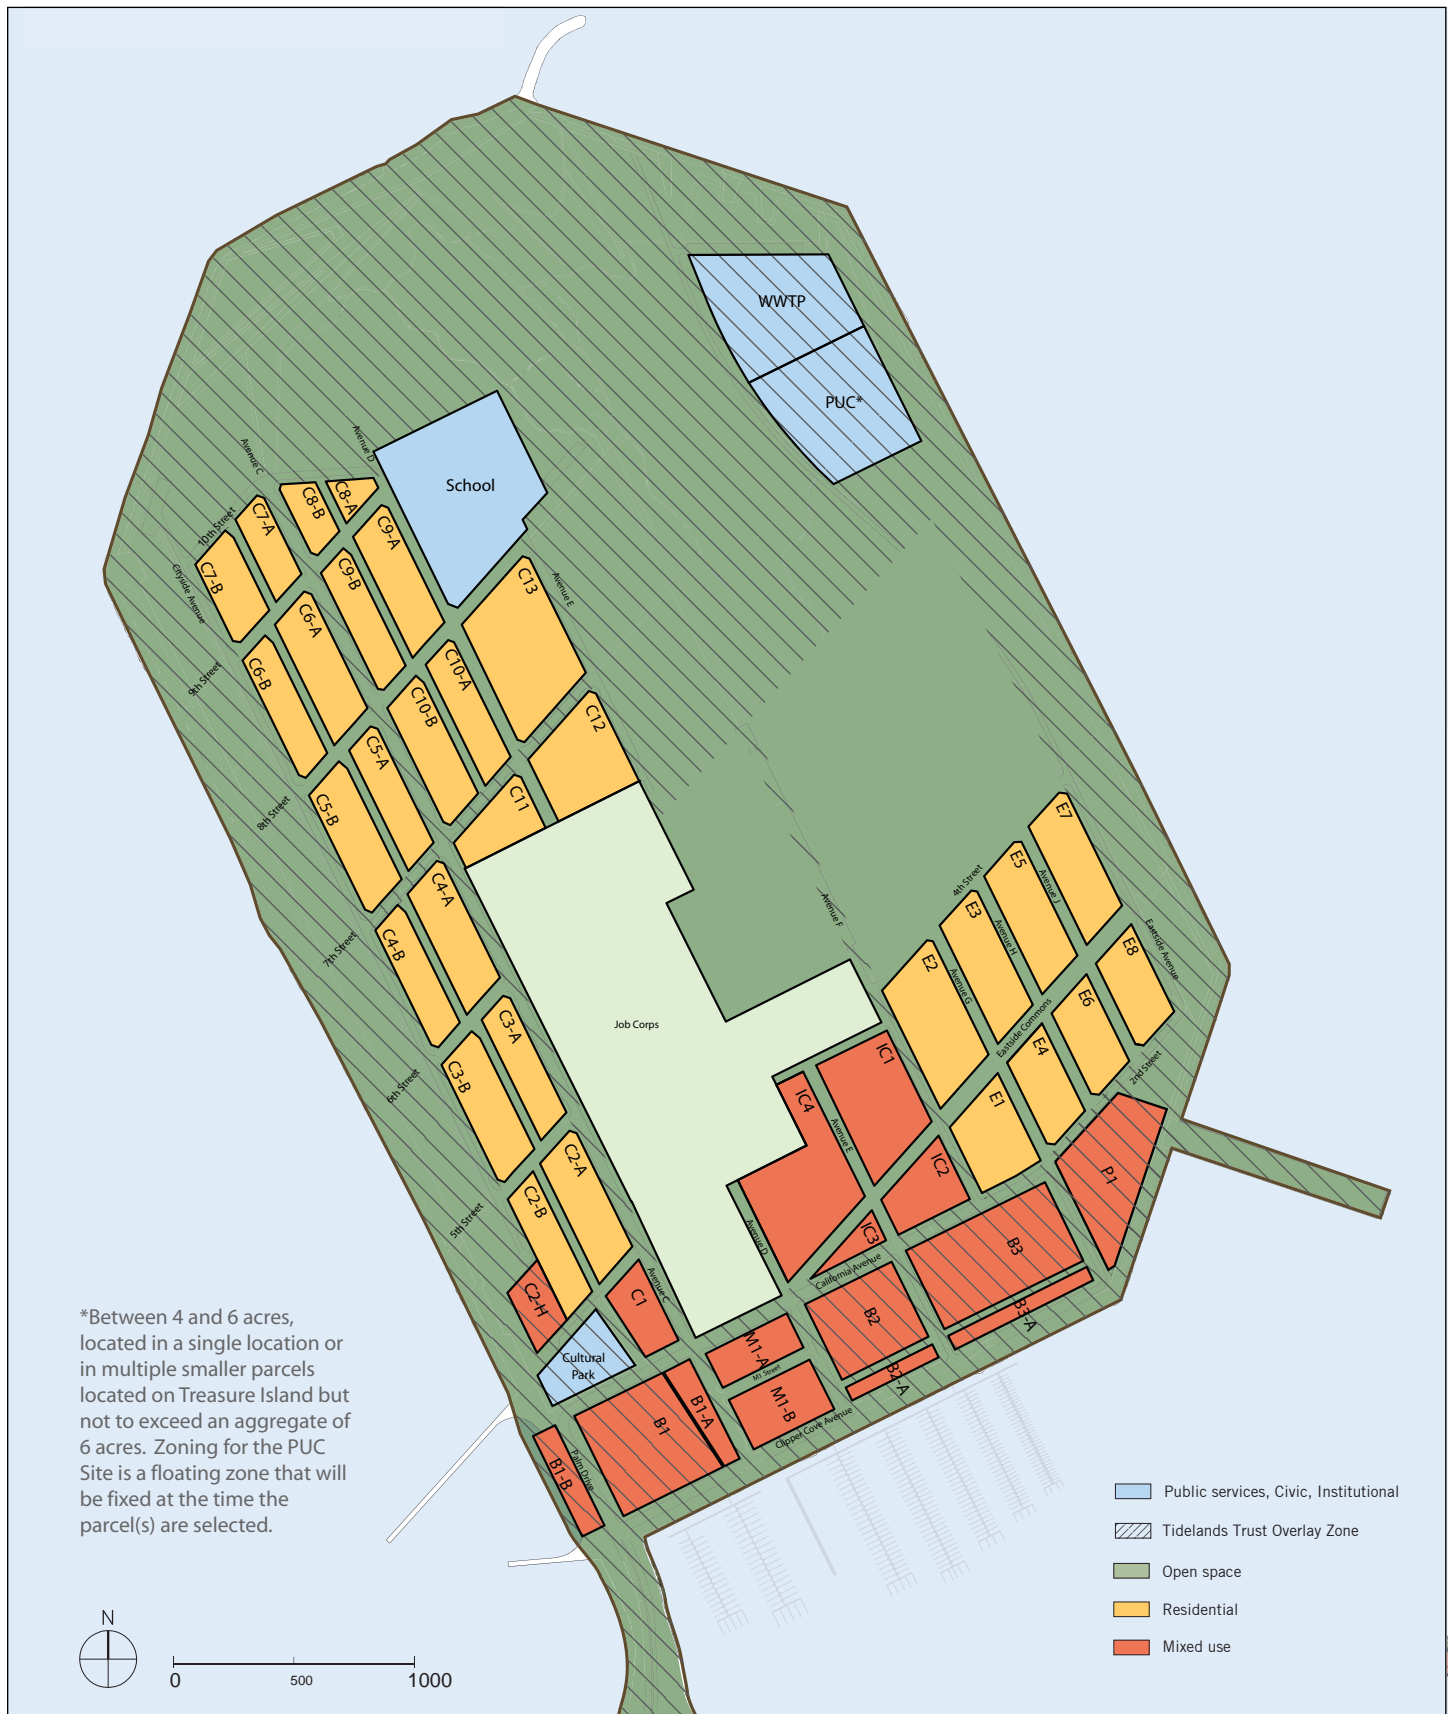 WWTP
PUC*
Avenue C
Avenue D
School
C8-B
C8-A
C7-A
10th Street
C9-A
C7-B
Cityside Avenue
C9-B
C13
Avenue E
C6-A
C6-B
9th Street
C10-A
C10-B
C12
C5-A
C11
C5-B
8th Street
E7
C4-A
E5
4th Street
Avenue J
E3
Avenue F
C4-B
7th Street
Avenue H
E2
E8
Eastside Avenue
Avenue G
E6
C3-A
Job Corps
Eastside Commons
E4
IC1
C3-B
6th Street
2nd Street
IC4
E1
Avenue E
C2-A
IC2
P1
C2-B
5th Street
Avenue D
IC3
B3
California Avenue
Avenue C
C2-H
C1
B2
B3-A
M1-A
M1 Street
Cultural
Park
B2-A
M1-B
B1-A
B1
Clipper Cove Avenue
Palm Drive
B1-B
*Between 4 and 6 acres,
located in a single location or
in multiple smaller parcels
located on Treasure Island but
not to exceed an aggregate of
6 acres. Zoning for the PUC
Site is a floating zone that will
be fixed at the time the
parcel(s) are selected.
Public services, Civic, Institutional
Tidelands Trust Overlay Zone
Open space
Residential
Mixed use
N
0
500
1000